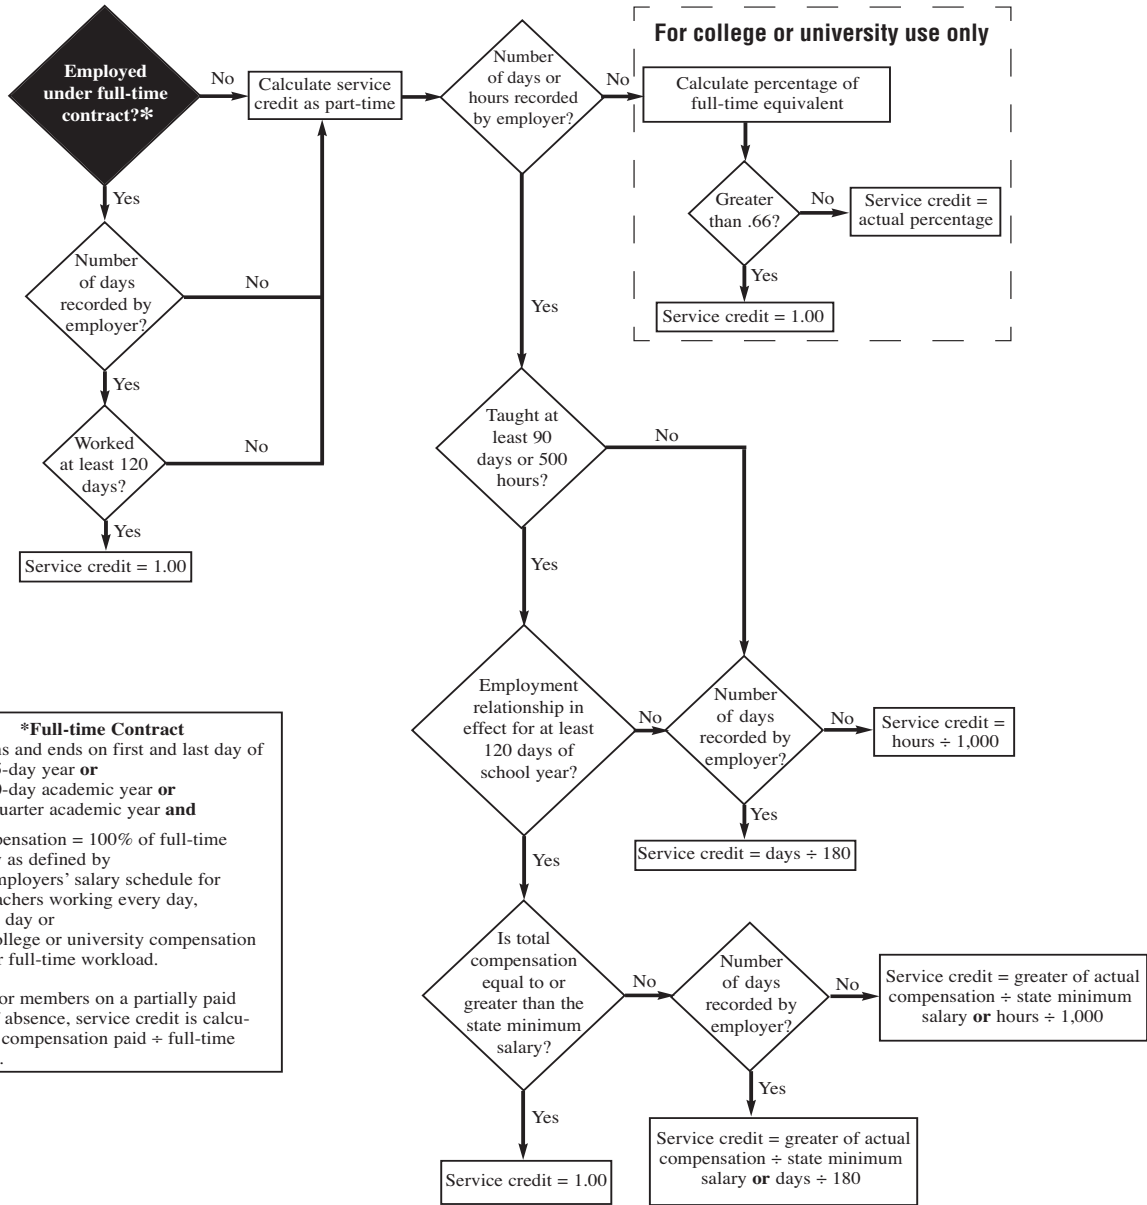 Employed
under full-time
contract?*
No
Calculate service
credit as part-time
Number
of days or
hours recorded
by employer?
No
For college or university use only
Calculate percentage of
full-time equivalent
Greater
than .66?
No
Service credit =
actual percentage
Yes
Service credit = 1.00
Yes
Number
of days
recorded by
employer?
No
Yes
Worked
at least 120
days?
No
Yes
Service credit = 1.00
Yes
Taught at
least 90
days or 500
hours?
No
Yes
Employment
relationship in
effect for at least
120 days of
school year?
No
Number
of days
recorded by
employer?
No
Service credit =
hours ÷ 1,000
Yes
Service credit = days ÷ 180
Yes
Is total
compensation
equal to or
greater than the
state minimum
salary?
No
Number
of days
recorded by
employer?
No
Service credit = greater of actual
compensation ÷ state minimum
salary or hours ÷ 1,000
Yes
Service credit = greater of actual
compensation ÷ state minimum
salary or days ÷ 180
Yes
Service credit = 1.00
*Full-time Contract
and ends on first and last day of
-day year or
-day academic year or
academic year and
= 100% of full-time
as defined by
salary schedule for
working every day,
day or
or university compensation
full-time workload.
members on a partially paid
absence, service credit is calcu-
compensation paid ÷ full-time